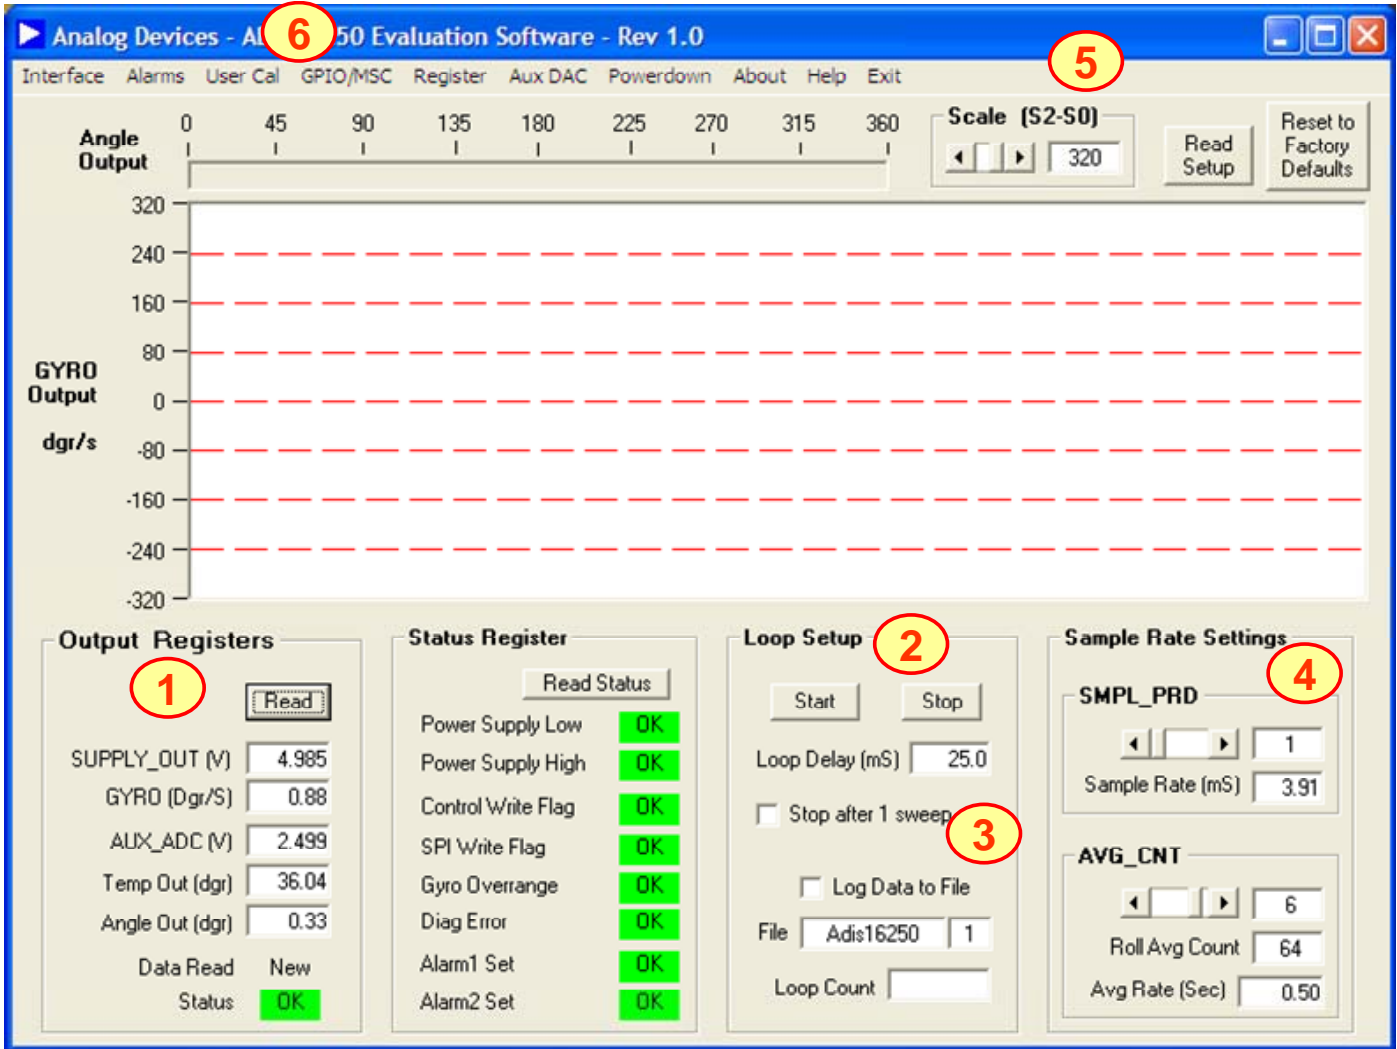 Analog Devices - A 6 50 Evaluation Software - Rev 1.0
Interface Alarms User Cal GPIO/MSC Register Aux DAC Powerdown About Help Exit
5
Angle
Output
0 45 90 135 180 225 270 315 360
Scale (S2-S0)
320
Read
Setup
Reset to
Factory
Defaults
GYRO
Output
dgr/s
320
240
160
80
0
-80
-160
-240
-320
Output Registers
1
Read
SUPPLY_OUT (V) 4.985
GYRO (Dgr/S) 0.88
AUX_ADC (V) 2.499
Temp Out (dgr) 36.04
Angle Out (dgr) 0.33
Data Read New
Status OK
Status Register
Read Status
Power Supply Low OK
Power Supply High OK
Control Write Flag OK
SPI Write Flag OK
Gyro Overrange OK
Diag Error OK
Alarm1 Set OK
Alarm2 Set OK
Loop Setup
2
Start Stop
Loop Delay (mS) 25.0
Stop after 1 sweep
3
Log Data to File
File Adis16250 1
Loop Count
Sample Rate Settings
4
SMPL_PRD
1
Sample Rate (mS) 3.91
AVG_CNT
6
Roll Avg Count 64
Avg Rate (Sec) 0.50